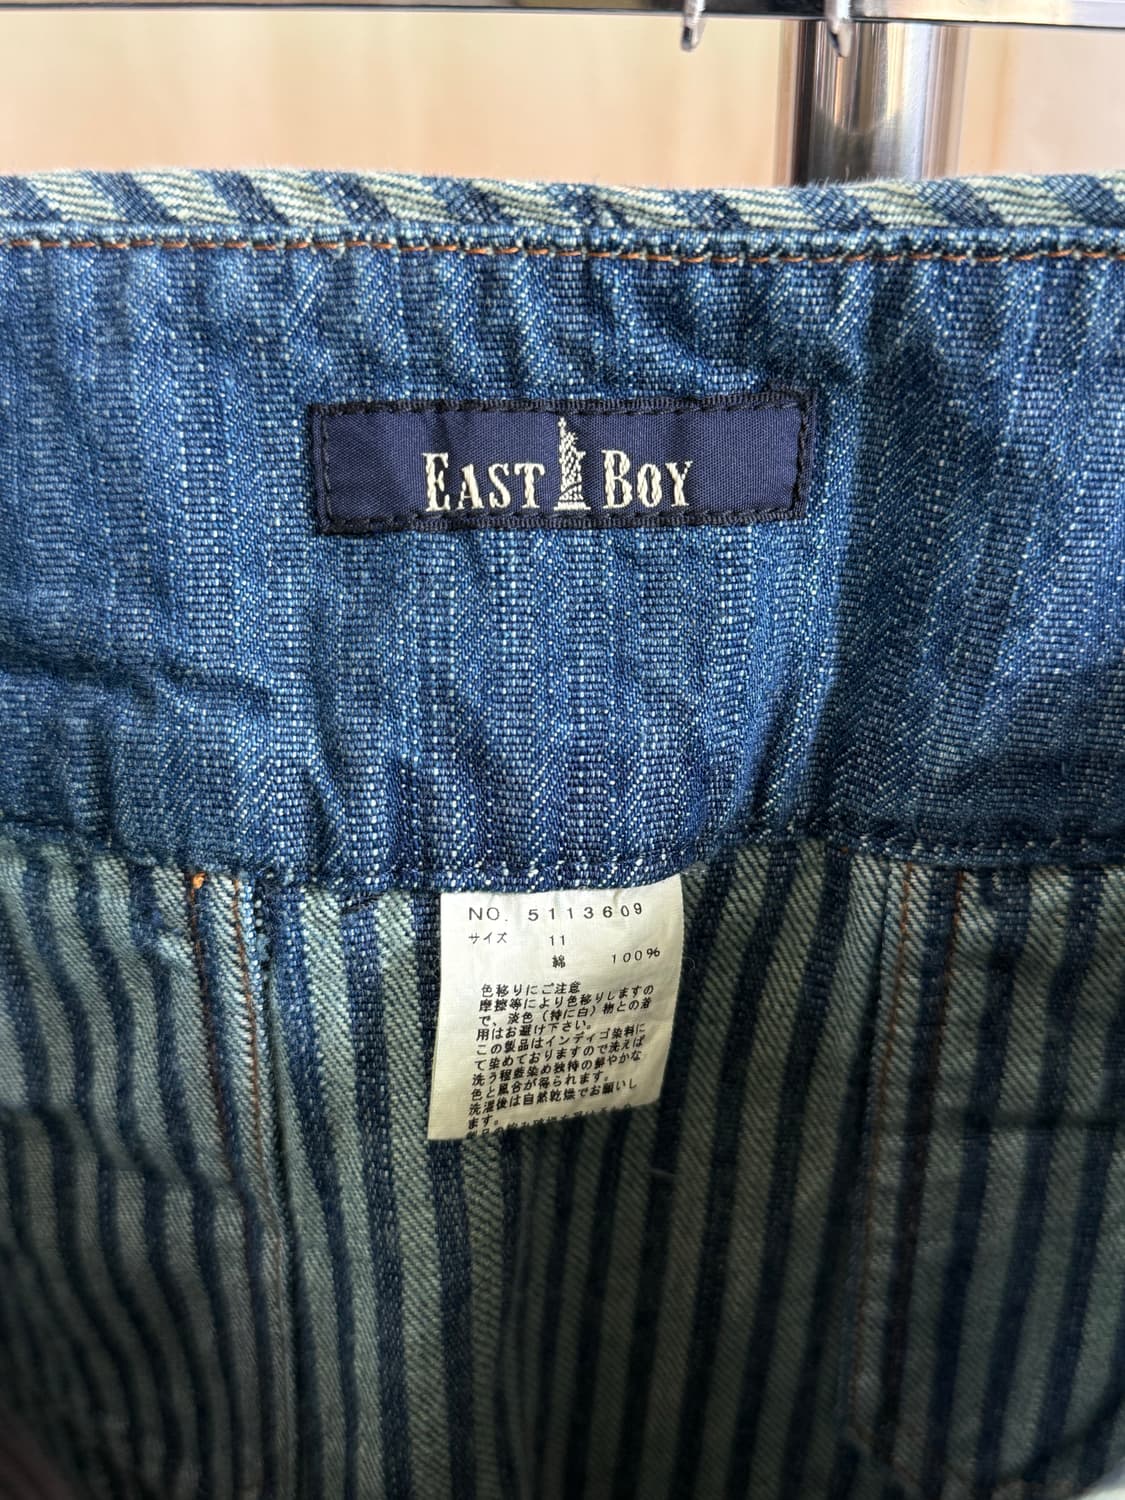 EAST BOY
NO. 5113609
サイズ 11
綿 100%
色移りにご注意
摩擦等により色移りしますの
で、淡色(特に白)物との着
用はお避け下さい。
この製品はインディゴ染料に
て染めておりますので洗えば
洗う程藍染め独特の鮮やかな
色と風合が得られます。
洗濯後は自然乾燥でお願いし
ます。